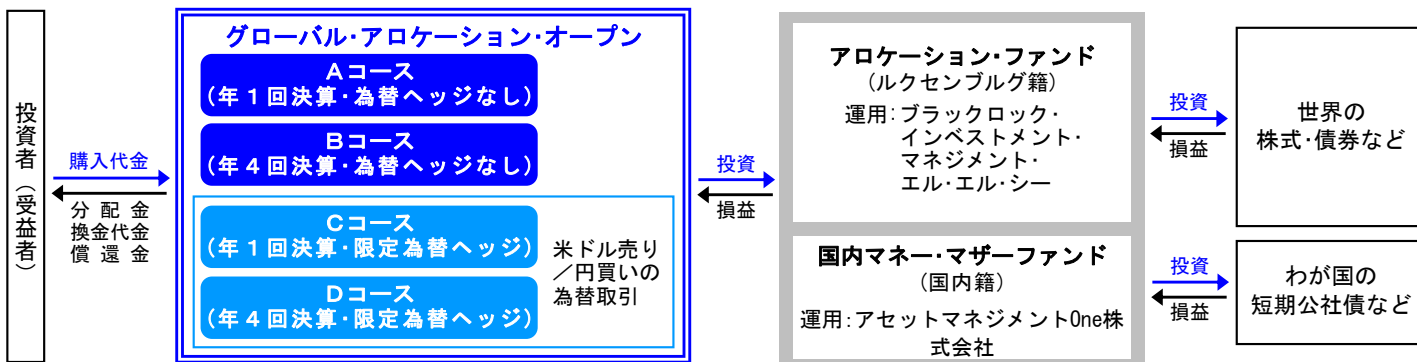 投資者（受益者）
購入代金
分配金
換金代金
償還金
グローバル・アロケーション・オープン
Ａコース
（年１回決算・為替ヘッジなし）
Ｂコース
（年４回決算・為替ヘッジなし）
Ｃコース
（年１回決算・限定為替ヘッジ）
Ｄコース
（年４回決算・限定為替ヘッジ）
米ドル売り
／円買いの
為替取引
投資
損益
アロケーション・ファンド
（ルクセンブルグ籍）
運用：ブラックロック・
インベストメント・
マネジメント・
エル・エル・シー
国内マネー・マザーファンド
（国内籍）
運用：アセットマネジメントOne株
式会社
投資
損益
世界の
株式・債券など
投資
損益
わが国の
短期公社債など